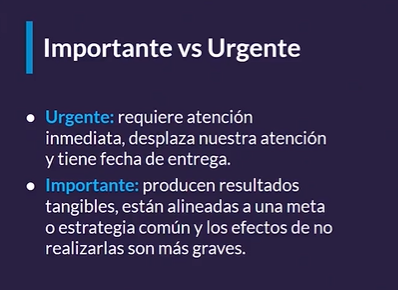 Importante vs Urgente
• Urgente: requiere atención
inmediata, desplaza nuestra atención
y tiene fecha de entrega.
• Importante: producen resultados
tangibles, están alineadas a una meta
o estrategia común y los efectos de no
realizarlas son más graves.